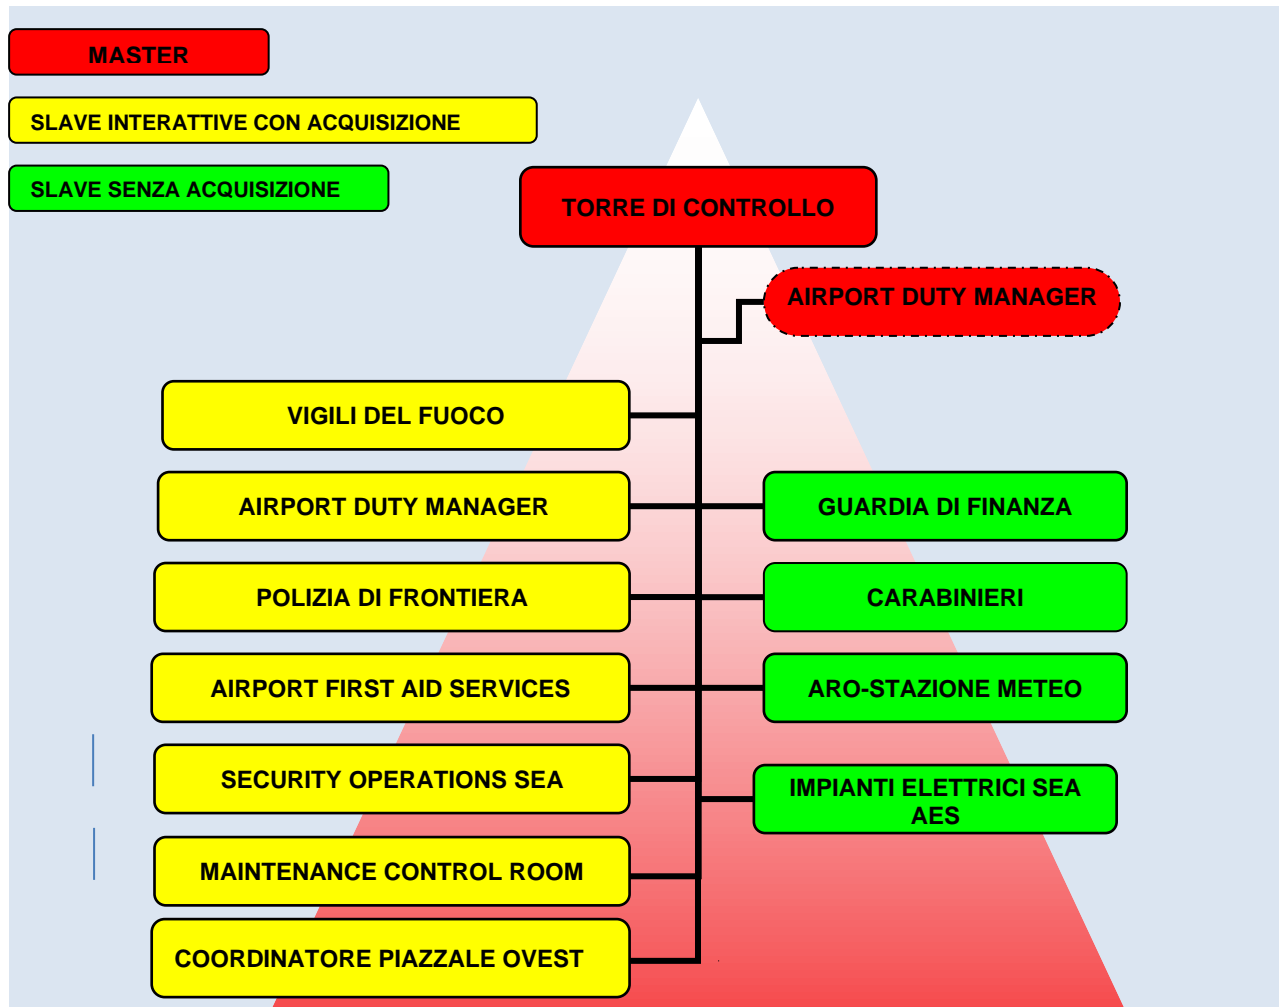 MASTER
SLAVE INTERATTIVE CON ACQUISIZIONE
SLAVE SENZA ACQUISIZIONE
TORRE DI CONTROLLO
AIRPORT DUTY MANAGER
VIGILI DEL FUOCO
AIRPORT DUTY MANAGER
GUARDIA DI FINANZA
POLIZIA DI FRONTIERA
CARABINIERI
AIRPORT FIRST AID SERVICES
ARO-STAZIONE METEO
SECURITY OPERATIONS SEA
IMPIANTI ELETTRICI SEA
AES
MAINTENANCE CONTROL ROOM
COORDINATORE PIAZZALE OVEST